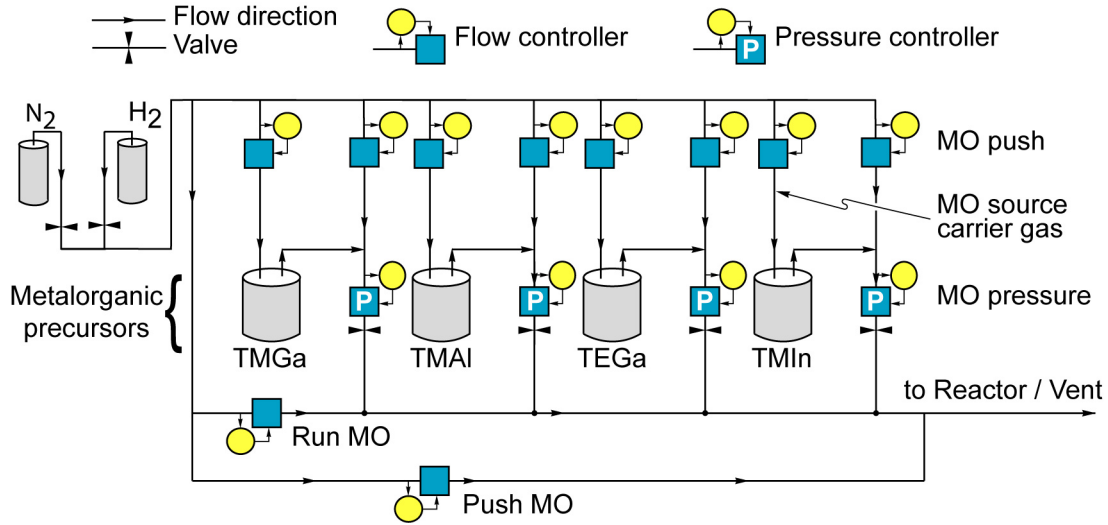 Flow direction
Valve
Flow controller
P
Pressure controller
N2
H2
MO push
MO source
carrier gas
Metalorganic
precursors
P
P
P
P
MO pressure
TMGa
TMAl
TEGa
TMIn
to Reactor / Vent
Run MO
Push MO